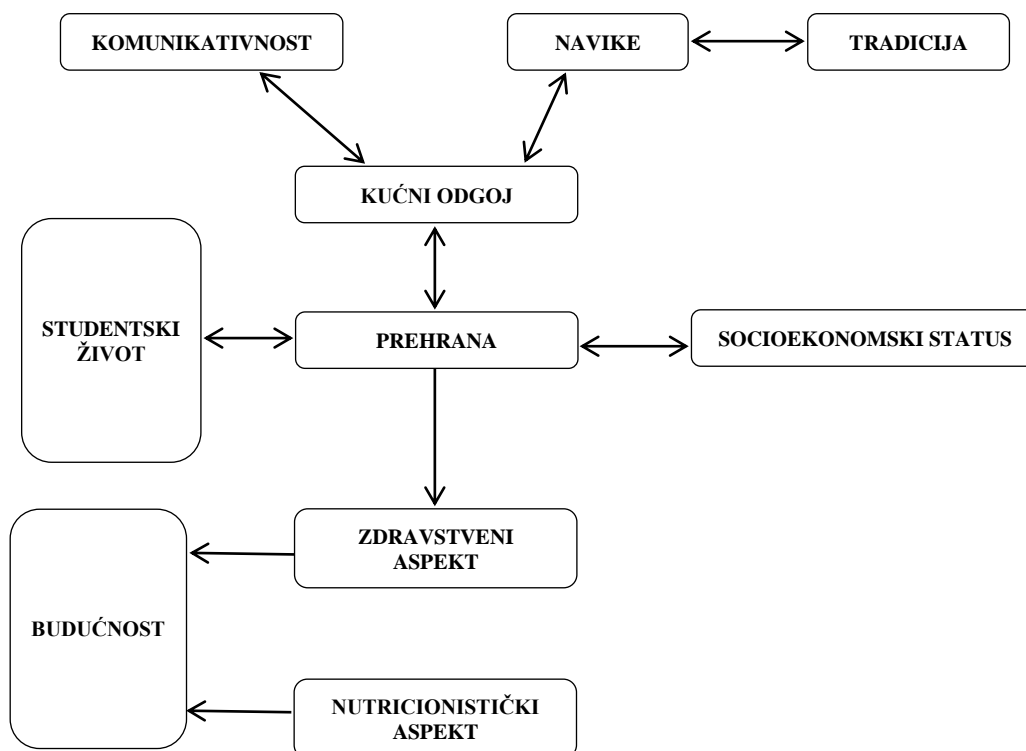 KOMUNIKATIVNOST
NAVIKE
TRADICIJA
KUĆNI ODGOJ
STUDENTSKI
ŽIVOT
PREHRANA
SOCIOEKONOMSKI STATUS
ZDRAVSTVENI
ASPEKT
BUDUĆNOST
NUTRICIONISTIČKI
ASPEKT